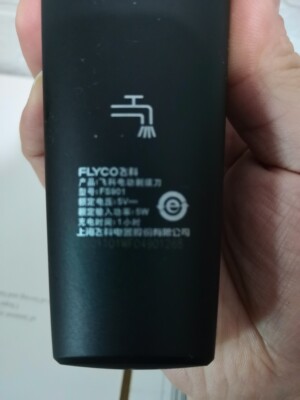 FLYCO飞科
产品:飞科电动剃须刀
型号:FS901
额定电压:5V⎓
额定输入功率:5W
充电时间:1小时
上海飞科电器股份有限公司